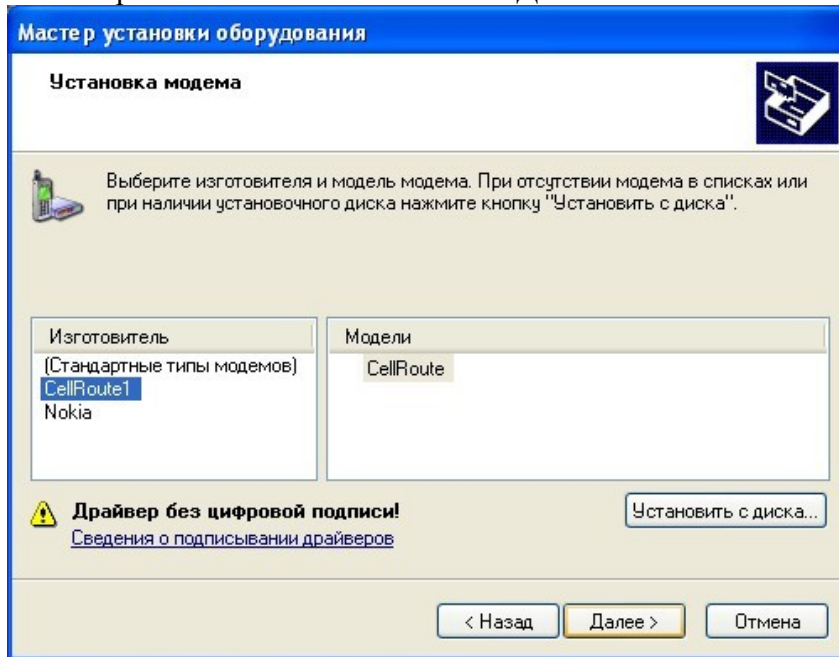 Мастер установки оборудования
Установка модема
Выберите изготовителя и модель модема. При отсутствии модема в списках или
при наличии установочного диска нажмите кнопку "Установить с диска".
Изготовитель
(Стандартные типы модемов)
CellRoute1
Nokia
Модели
CellRoute
Драйвер без цифровой подписи!
Сведения о подписывании драйверов
Установить с диска...
< Назад
Далее >
Отмена